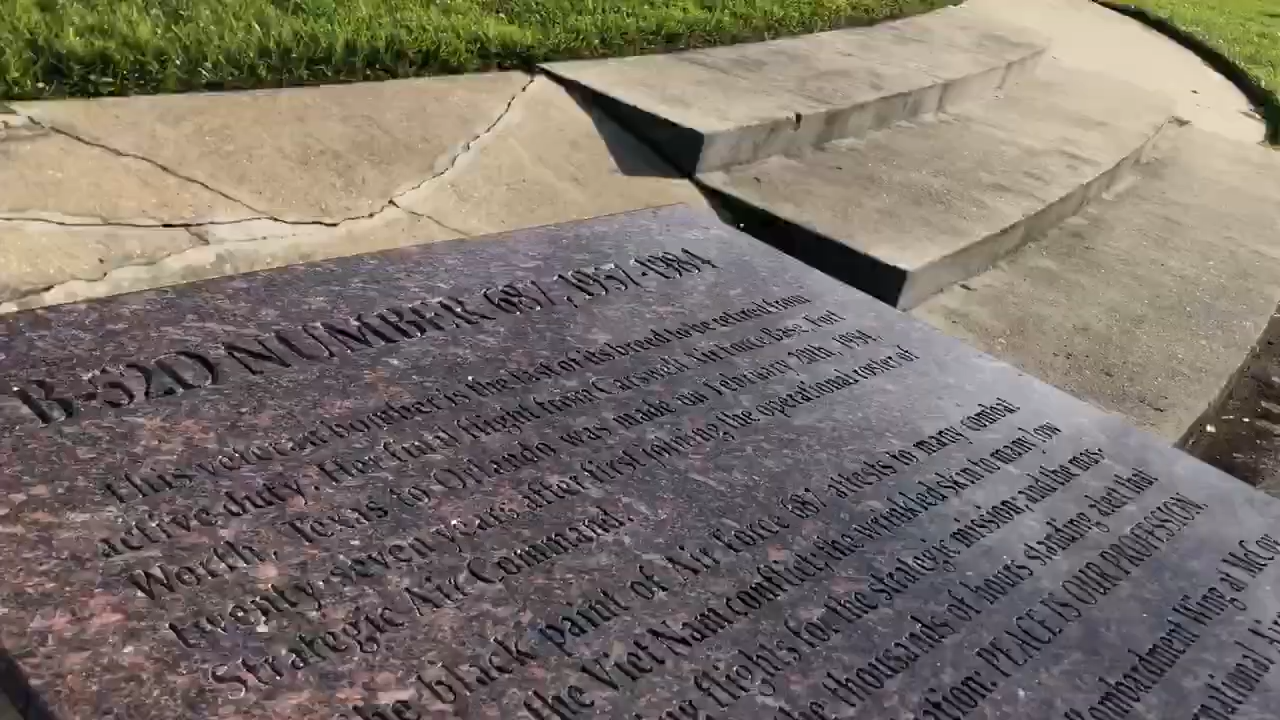 B-52D NUMBER 687, 1957-1984
This veteran bomber is the last of its breed to be retired from
active duty. Her final flight from Carswell Air Force Base, Fort
Worth, Texas to Orlando was made on February 20th, 1984,
twenty-seven years after first joining the operational roster of
Strategic Air Command.
The black paint of Air Force 687 attests to many combat
the Viet Nam conflict; the wrinkled skin to many low
flights for the strategic mission; and the mas-
the thousands of hours standing alert that
PEACE IS OUR PROFESSION
Wing at McCoy